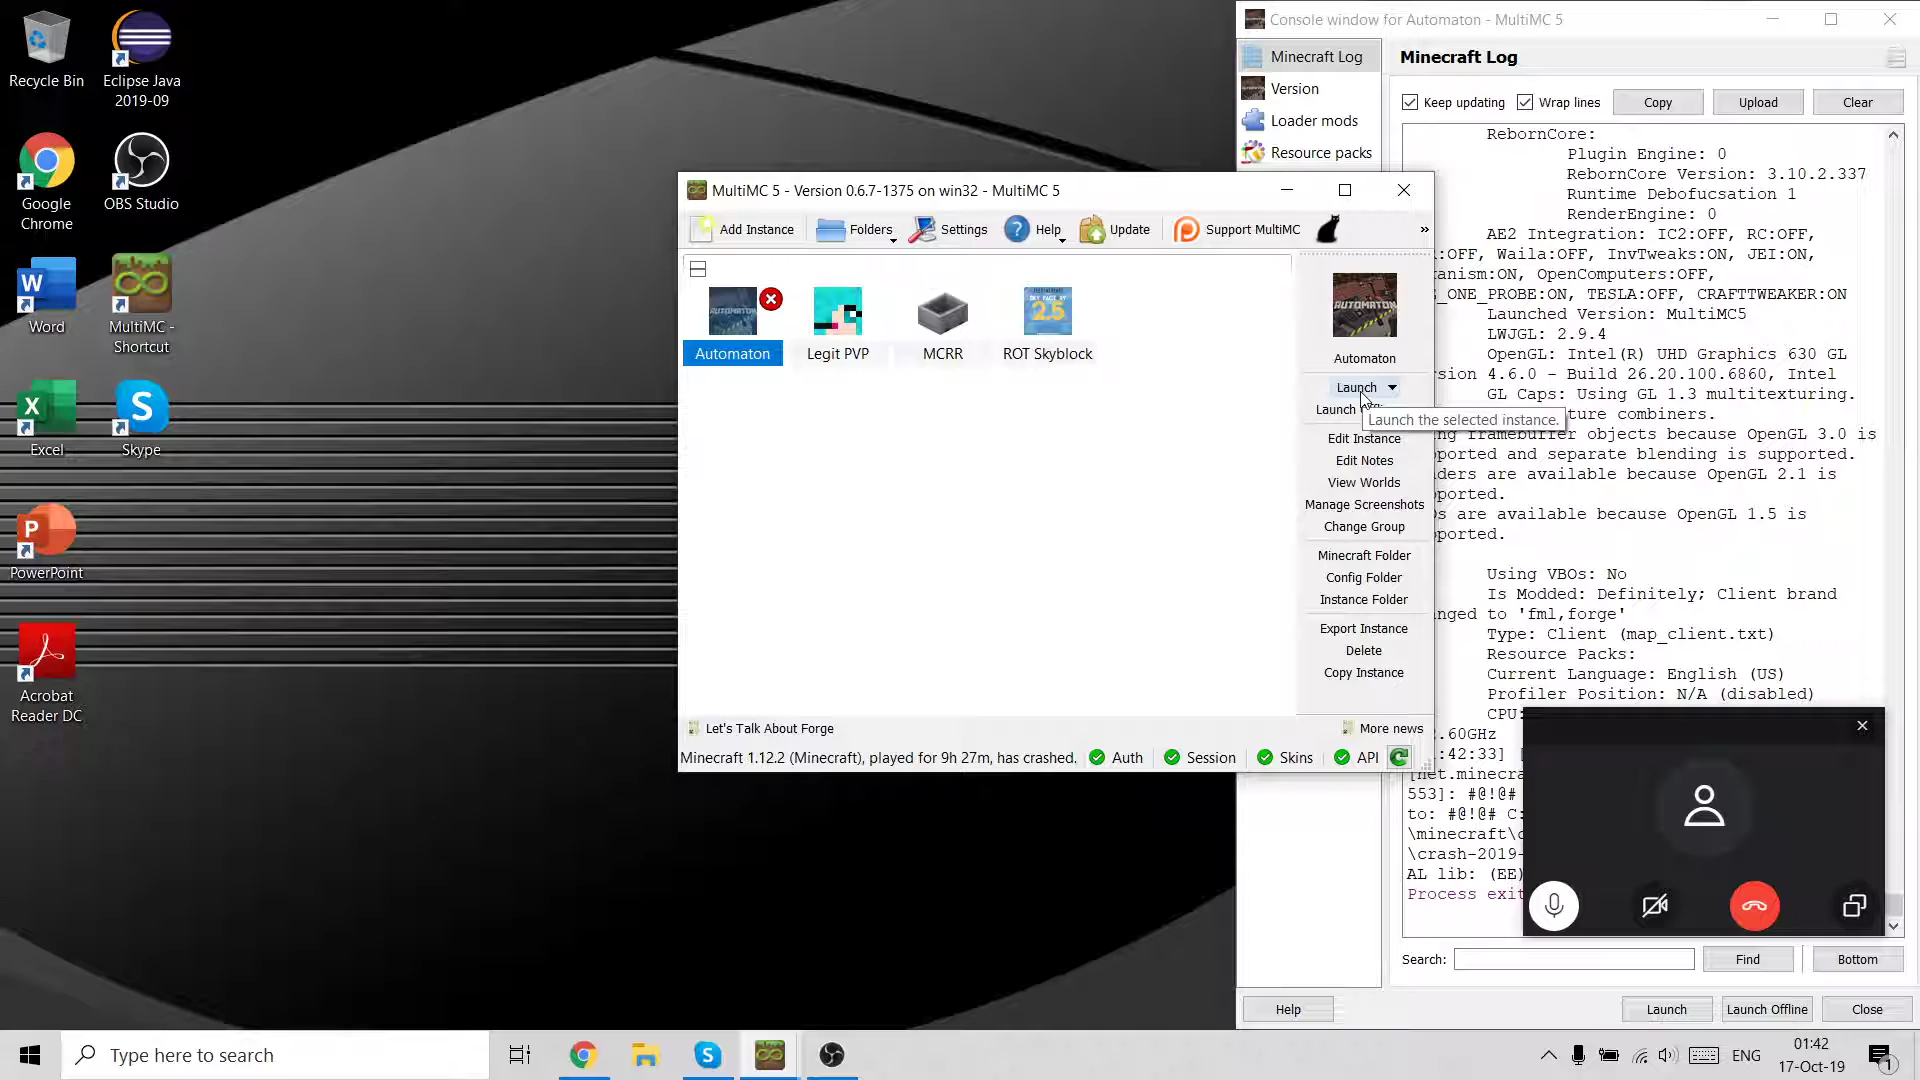 Recycle Bin
Eclipse Java
2019-09
Google
Chrome
OBS Studio
Word
MultiMC -
Shortcut
Excel
Skype
PowerPoint
Acrobat
Reader DC
Console window for Automaton - MultiMC 5
Minecraft Log
Version
Loader mods
Resource packs
Minecraft Log
Keep updating
Wrap lines
Copy
Upload
Clear
RebornCore:
Plugin Engine: 0
RebornCore Version: 3.10.2.337
Runtime Debofucsation 1
RenderEngine: 0
AE2 Integration: IC2:OFF, RC:OFF,
:OFF, Waila:OFF, InvTweaks:ON, JEI:ON,
anism:ON, OpenComputers:OFF,
_ONE_PROBE:ON, TESLA:OFF, CRAFTTWEAKER:ON
Launched Version: MultiMC5
LWJGL: 2.9.4
OpenGL: Intel(R) UHD Graphics 630 GL
sion 4.6.0 - Build 26.20.100.6860, Intel
GL Caps: Using GL 1.3 multitexturing.
ture combiners.
framebuffer objects because OpenGL 3.0 is
ported and separate blending is supported.
ders are available because OpenGL 2.1 is
ported.
s are available because OpenGL 1.5 is
ported.
Using VBOs: No
Is Modded: Definitely; Client brand
nged to 'fml,forge'
Type: Client (map_client.txt)
Resource Packs:
Current Language: English (US)
Profiler Position: N/A (disabled)
CPU:
2.60GHz
:42:33] [
[net.minecra
553]: #@!@#
to: #@!@# C:
\minecraft\c
\crash-2019-
AL lib: (EE)
Process exit
Search:
Find
Bottom
Help
Launch
Launch Offline
Close
MultiMC 5 - Version 0.6.7-1375 on win32 - MultiMC 5
Add Instance
Folders
Settings
Help
Update
Support MultiMC
»
AUTOMATON
SKY FACTORY
2.5
Automaton
Legit PVP
MCRR
ROT Skyblock
AUTOMATON
Automaton
Launch
Launch
Launch the selected instance.
Edit Instance
Edit Notes
View Worlds
Manage Screenshots
Change Group
Minecraft Folder
Config Folder
Instance Folder
Export Instance
Delete
Copy Instance
Let's Talk About Forge
More news
Minecraft 1.12.2 (Minecraft), played for 9h 27m, has crashed.
Auth
Session
Skins
API
Type here to search
ENG
01:42
17-Oct-19
1